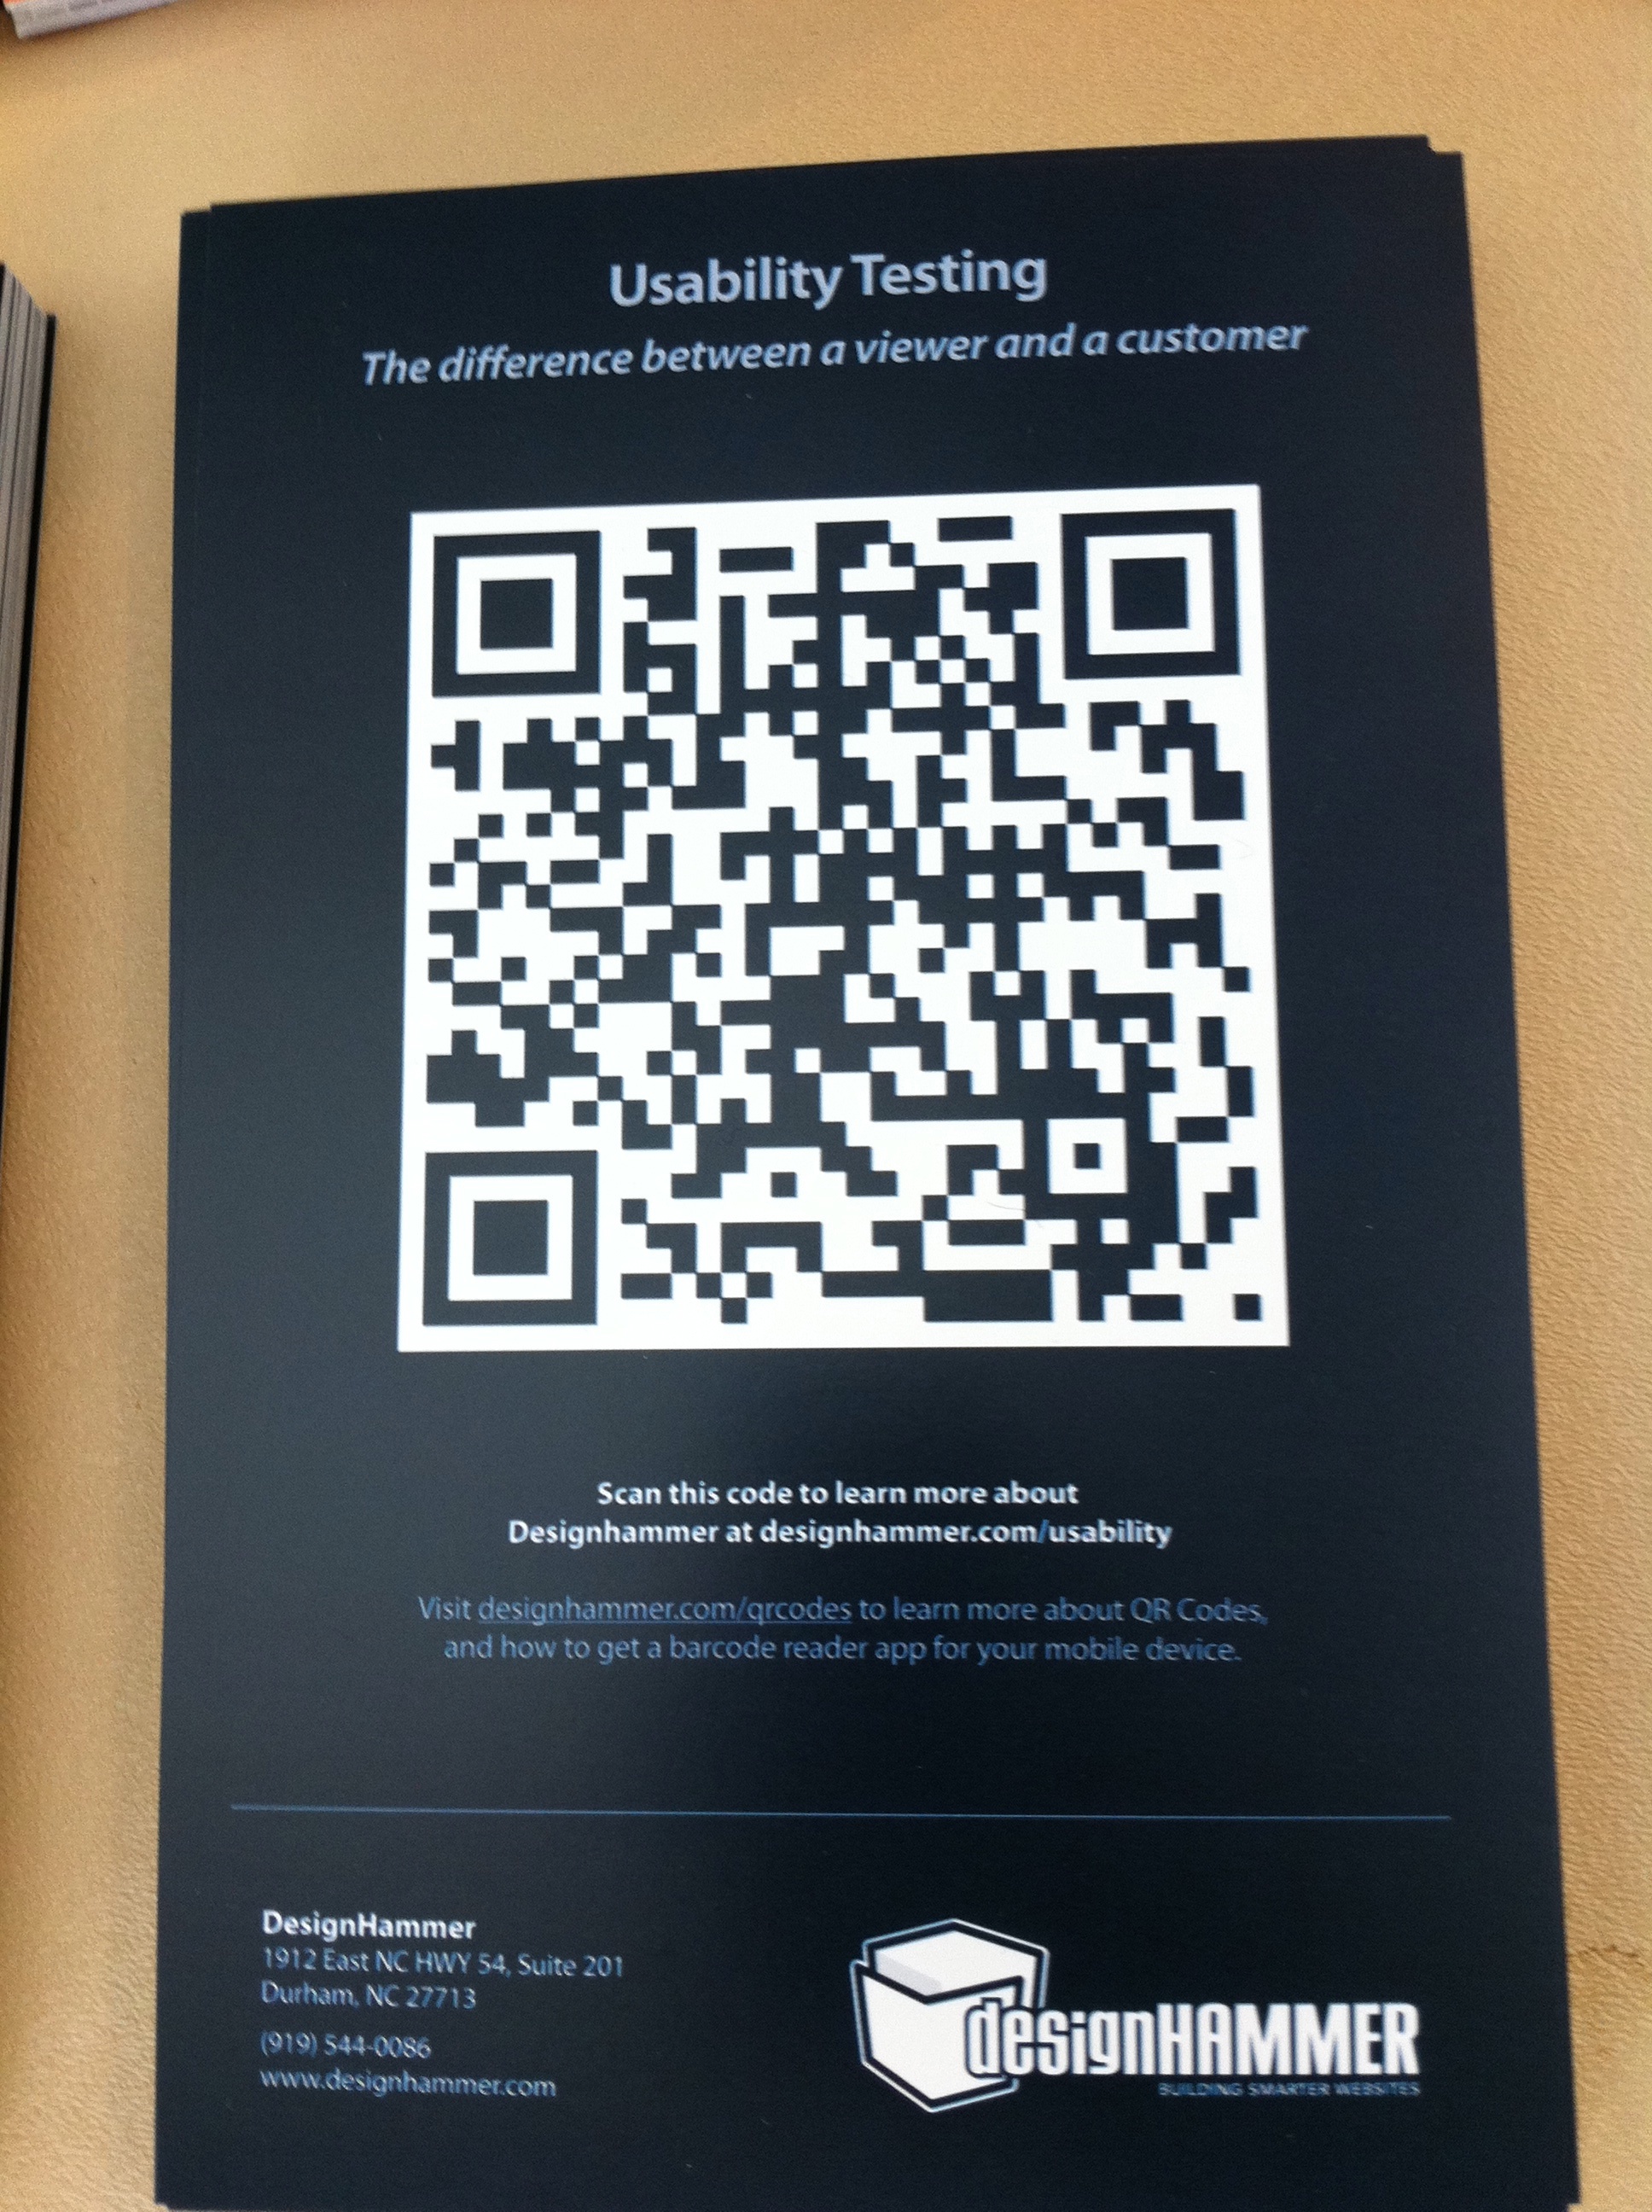 Usability Testing
The difference between a viewer and a customer
Scan this code to learn more about
Designhammer at designhammer.com/usability
Visit designhammer.com/qrcodes to learn more about QR Codes,
and how to get a barcode reader app for your mobile device.
DesignHammer
1912 East NC HWY 54, Suite 201
Durham, NC 27713
(919) 544-0086
www.designhammer.com
designHAMMER
BUILDING SMARTER WEBSITES